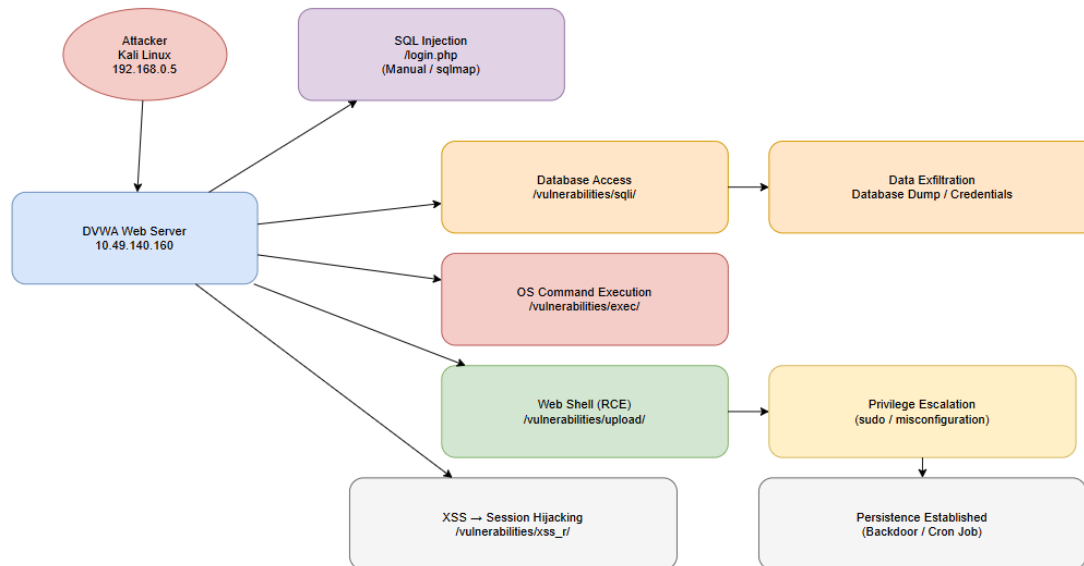 Attacker
Kali Linux
192.168.0.5
SQL Injection
/login.php
(Manual / sqlmap)
Database Access
/vulnerabilities/sqli/
Data Exfiltration
Database Dump / Credentials
DVWA Web Server
10.49.140.160
OS Command Execution
/vulnerabilities/exec/
Web Shell (RCE)
/vulnerabilities/upload/
Privilege Escalation
(sudo / misconfiguration)
XSS → Session Hijacking
/vulnerabilities/xss_r/
Persistence Established
(Backdoor / Cron Job)